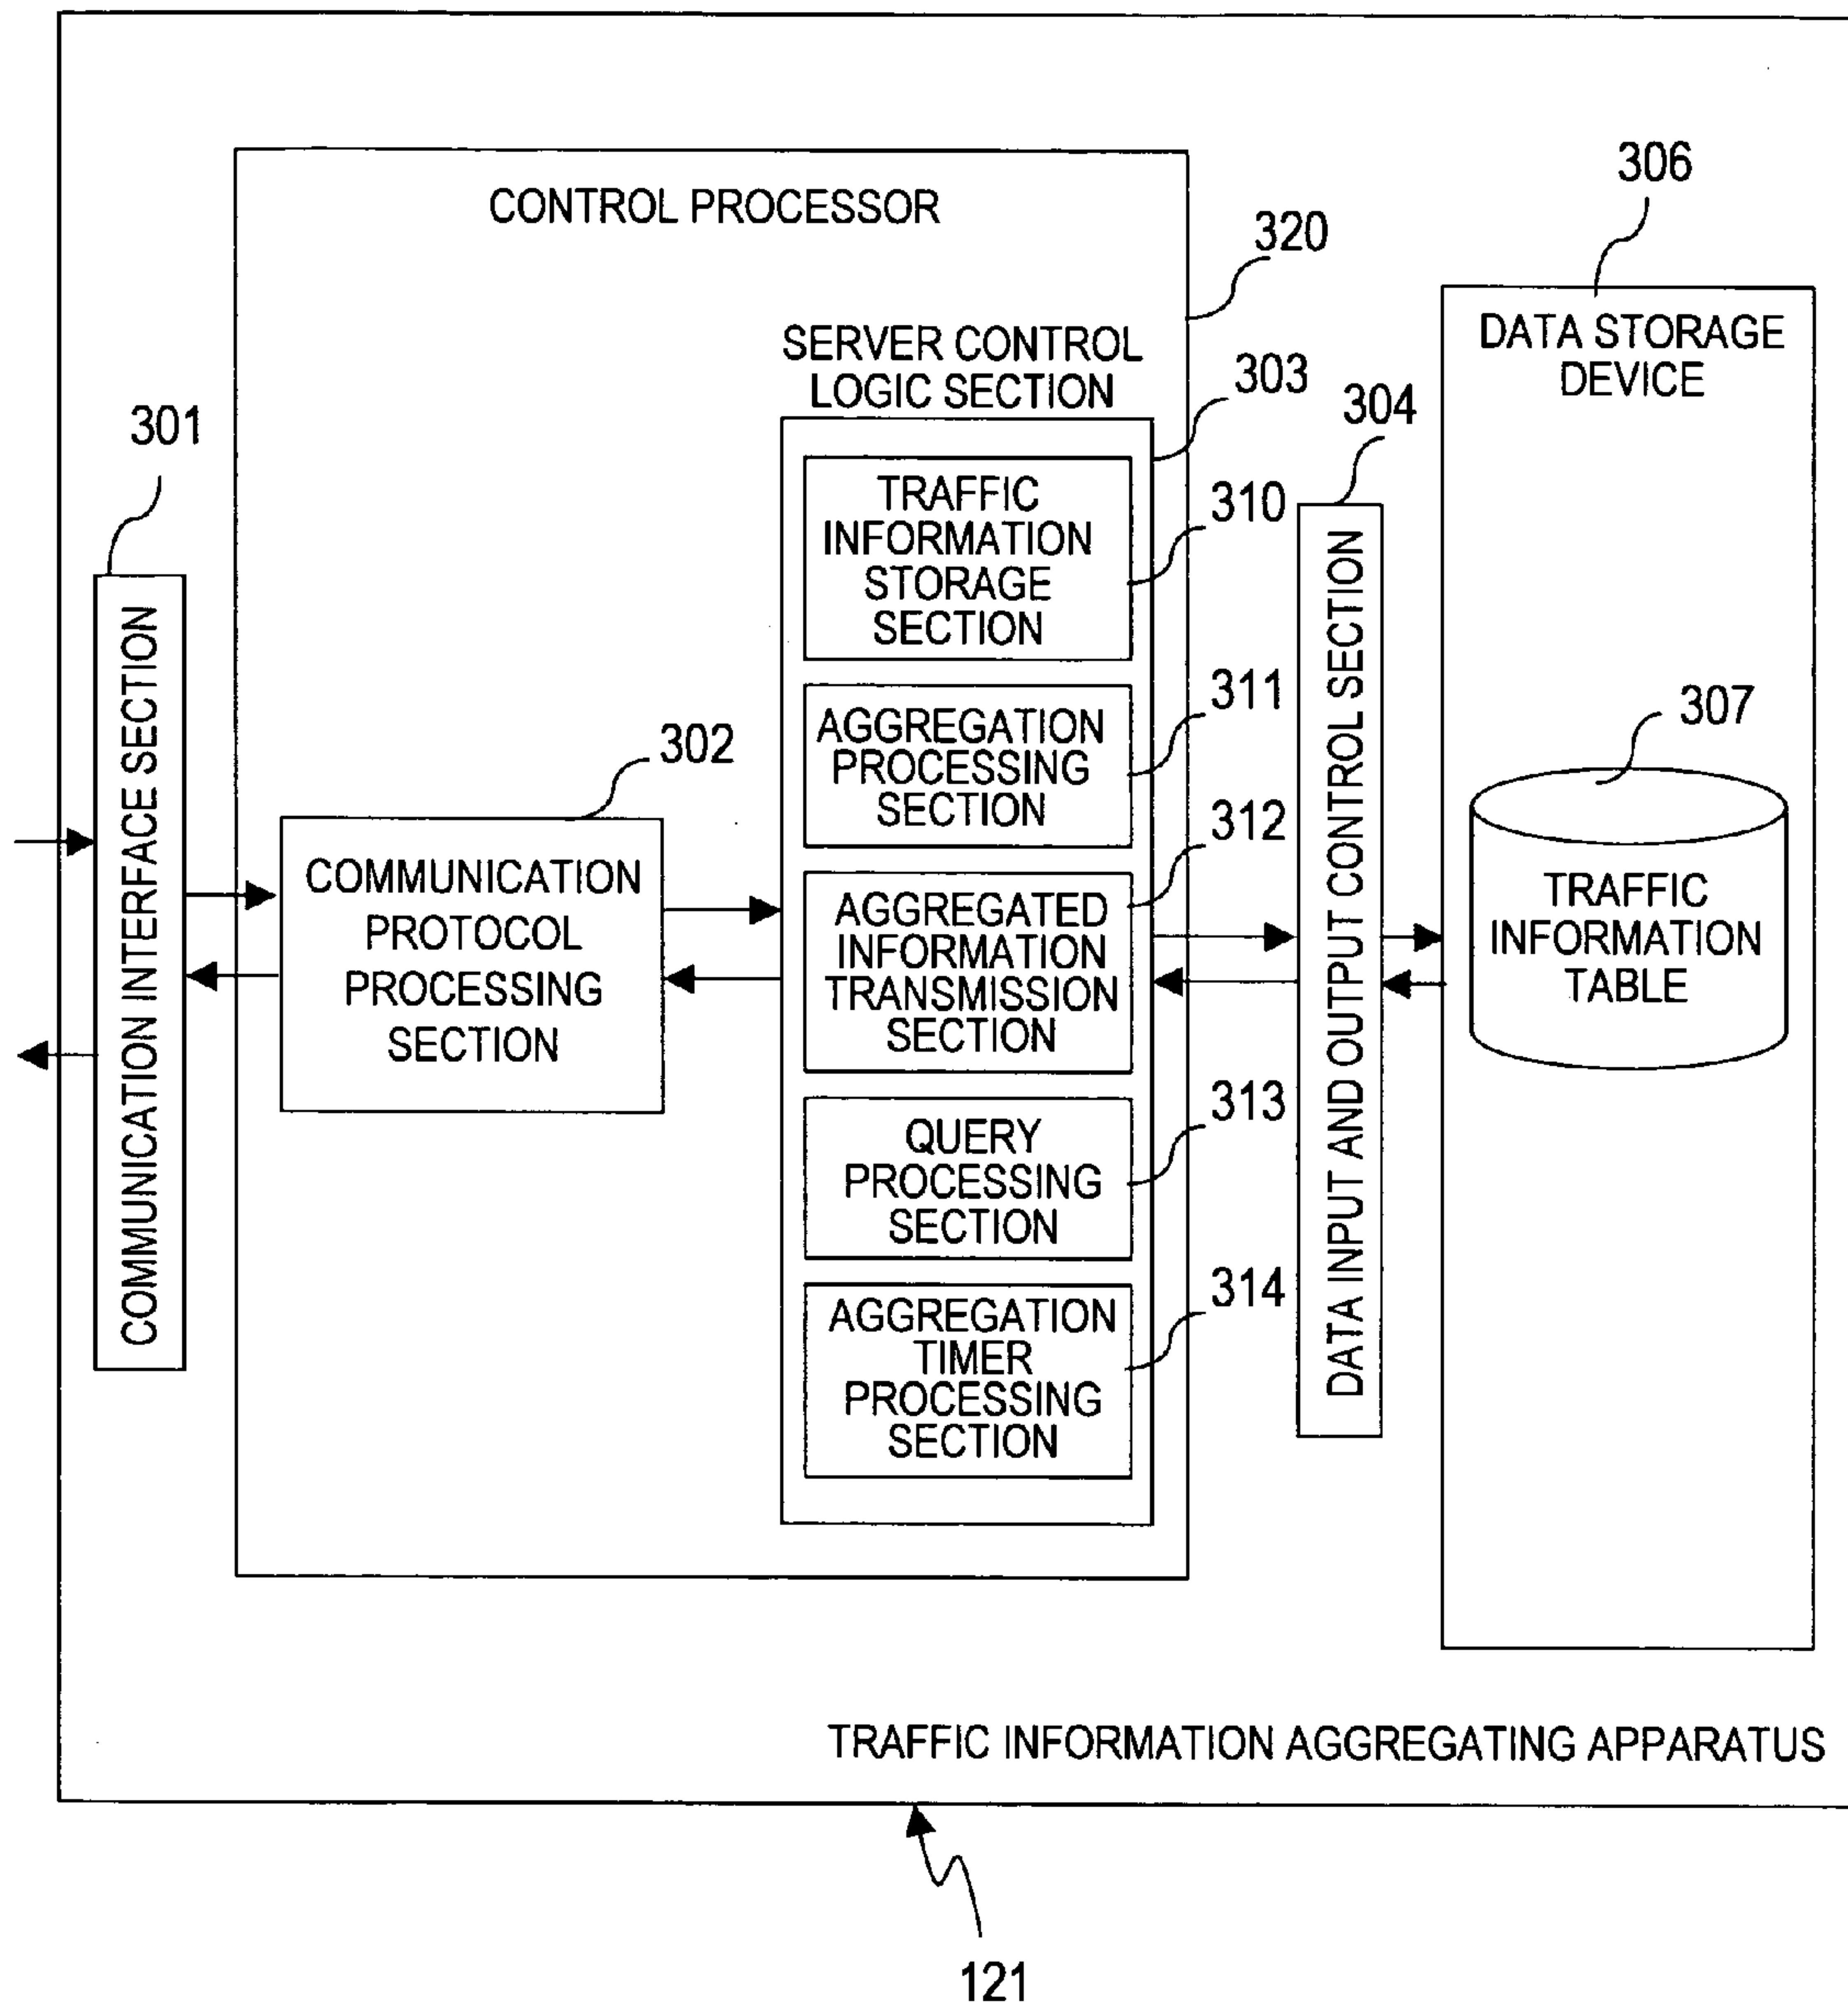 306
CONTROL PROCESSOR
320
DATA STORAGE
DEVICE
SERVER CONTROL
LOGIC SECTION
303
304
301
COMMUNICATION INTERFACE SECTION
TRAFFIC
INFORMATION
STORAGE
SECTION
310
311
AGGREGATION
PROCESSING
SECTION
302
COMMUNICATION
PROTOCOL
PROCESSING
SECTION
312
AGGREGATED
INFORMATION
TRANSMISSION
SECTION
313
QUERY
PROCESSING
SECTION
314
AGGREGATION
TIMER
PROCESSING
SECTION
DATA INPUT AND OUTPUT CONTROL SECTION
307
TRAFFIC
INFORMATION
TABLE
TRAFFIC INFORMATION AGGREGATING APPARATUS
121